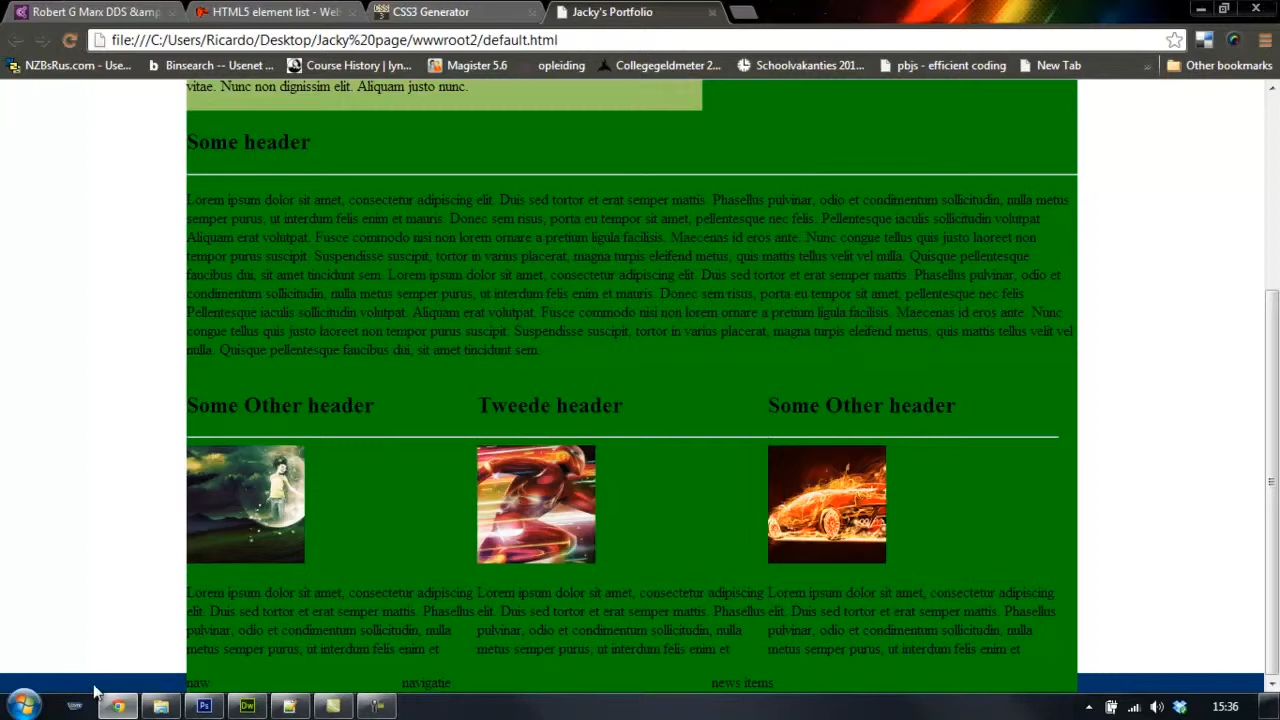 Robert G Marx DDS &amp
HTML5 element list - Web
CSS3 Generator
Jacky's Portfolio
file:///C:/Users/Ricardo/Desktop/Jacky%20page/wwwroot2/default.html
NZBsRus.com - Use...
Binsearch -- Usenet ...
Course History | lyn...
Magister 5.6
opleiding
Collegegeldmeter 2...
Schoolvakanties 201...
pbjs - efficient coding
New Tab
Other bookmarks
vitae. Nunc non dignissim elit. Aliquam justo nunc.
Some header
Lorem ipsum dolor sit amet, consectetur adipiscing elit. Duis sed tortor et erat semper mattis. Phasellus pulvinar, odio et condimentum sollicitudin, nulla metus
semper purus, ut interdum felis enim et mauris. Donec sem risus, porta eu tempor sit amet, pellentesque nec felis. Pellentesque iaculis sollicitudin volutpat
Aliquam erat volutpat. Fusce commodo nisi non lorem ornare a pretium ligula facilisis. Maecenas id eros ante. Nunc congue tellus quis justo laoreet non
tempor purus suscipit. Suspendisse suscipit, tortor in varius placerat, magna turpis eleifend metus, quis mattis tellus velit vel nulla. Quisque pellentesque
faucibus dui, sit amet tincidunt sem. Lorem ipsum dolor sit amet, consectetur adipiscing elit. Duis sed tortor et erat semper mattis. Phasellus pulvinar, odio et
condimentum sollicitudin, nulla metus semper purus, ut interdum felis enim et mauris. Donec sem risus, porta eu tempor sit amet, pellentesque nec felis
Pellentesque iaculis sollicitudin volutpat. Aliquam erat volutpat. Fusce commodo nisi non lorem ornare a pretium ligula facilisis. Maecenas id eros ante. Nunc
congue tellus quis justo laoreet non tempor purus suscipit. Suspendisse suscipit, tortor in varius placerat, magna turpis eleifend metus, quis mattis tellus velit vel
nulla. Quisque pellentesque faucibus dui, sit amet tincidunt sem.
Some Other header
Lorem ipsum dolor sit amet, consectetur adipiscing
elit. Duis sed tortor et erat semper mattis. Phasellus
pulvinar, odio et condimentum sollicitudin, nulla
metus semper purus, ut interdum felis enim et
Tweede header
Lorem ipsum dolor sit amet, consectetur adipiscing
elit. Duis sed tortor et erat semper mattis. Phasellus
pulvinar, odio et condimentum sollicitudin, nulla
metus semper purus, ut interdum felis enim et
Some Other header
Lorem ipsum dolor sit amet, consectetur adipiscing
elit. Duis sed tortor et erat semper mattis. Phasellus
pulvinar, odio et condimentum sollicitudin, nulla
metus semper purus, ut interdum felis enim et
naw
navigatie
news items
Ps
Dw
15:36